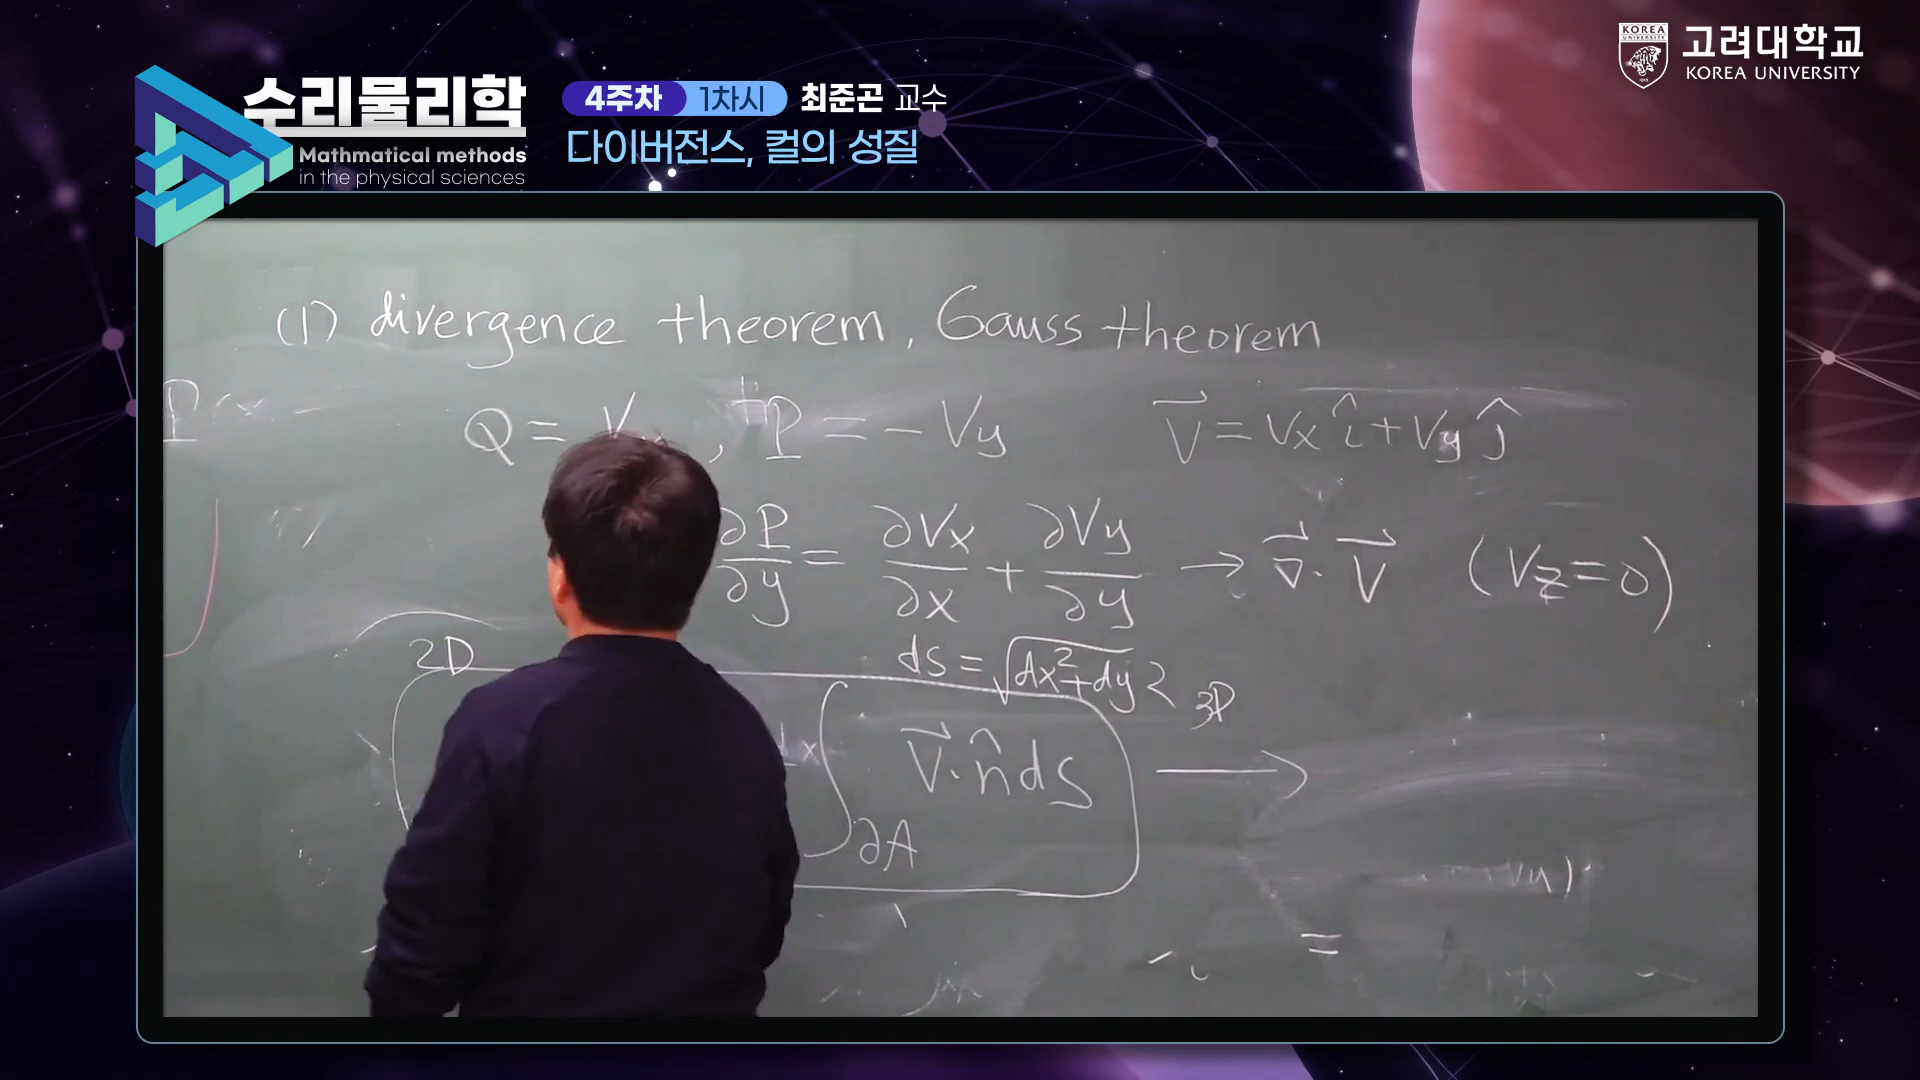 KOREA
UNIVERSITY
1905
고려대학교
KOREA UNIVERSITY
수리물리학
Mathmatical methods
in the physical sciences
4주차 1차시 최준곤 교수
다이버전스, 컬의 성질
(1) divergence theorem, Gauss theorem
Q = V , P = - Vy V⃗ = Vx î + Vy ĵ
∂P/∂y = ∂Vx/∂x + ∂Vy/∂y → ∇⃗ · V⃗ (Vz=0)
2D ds = √dx²+dy² 3D
∫∂A V⃗ · n̂ ds →
=